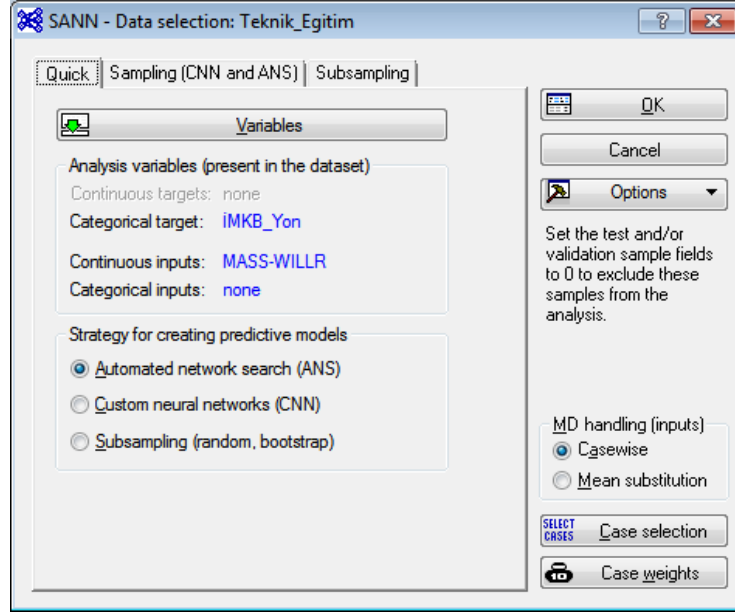 SANN - Data selection: Teknik_Egitim
Quick
Sampling (CNN and ANS)
Subsampling
Variables
Analysis variables (present in the dataset)
Continuous targets: none
Categorical target: İMKB_Yon
Continuous inputs: MASS-WILLR
Categorical inputs: none
Strategy for creating predictive models
Automated network search (ANS)
Custom neural networks (CNN)
Subsampling (random, bootstrap)
OK
Cancel
Options
Set the test and/or
validation sample fields
to 0 to exclude these
samples from the
analysis.
MD handling (inputs)
Casewise
Mean substitution
SELECT
CASES
Case selection
Case weights